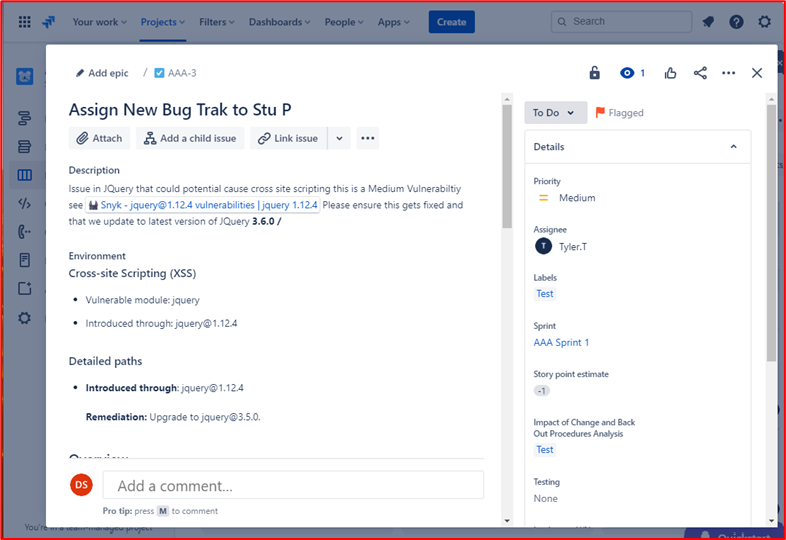 Your work Projects Filters Dashboards People Apps Create Search
Add epic / AAA-3
1
Assign New Bug Trak to Stu P
Attach Add a child issue Link issue
Description
Issue in JQuery that could potential cause cross site scripting this is a Medium Vulnerabiltiy
see Snyk - jquery@1.12.4 vulnerabilities | jquery 1.12.4 Please ensure this gets fixed and
that we update to latest version of JQuery 3.6.0 /
Environment
Cross-site Scripting (XSS)
Vulnerable module: jquery
Introduced through: jquery@1.12.4
Detailed paths
Introduced through: jquery@1.12.4
Remediation: Upgrade to jquery@3.5.0.
Overview
DS Add a comment...
Pro tip: press M to comment
To Do Flagged
Details
Priority
Medium
Assignee
T Tyler.T
Labels
Test
Sprint
AAA Sprint 1
Story point estimate
-1
Impact of Change and Back
Out Procedures Analysis
Test
Testing
None
You're in a team-managed project
Quickstart